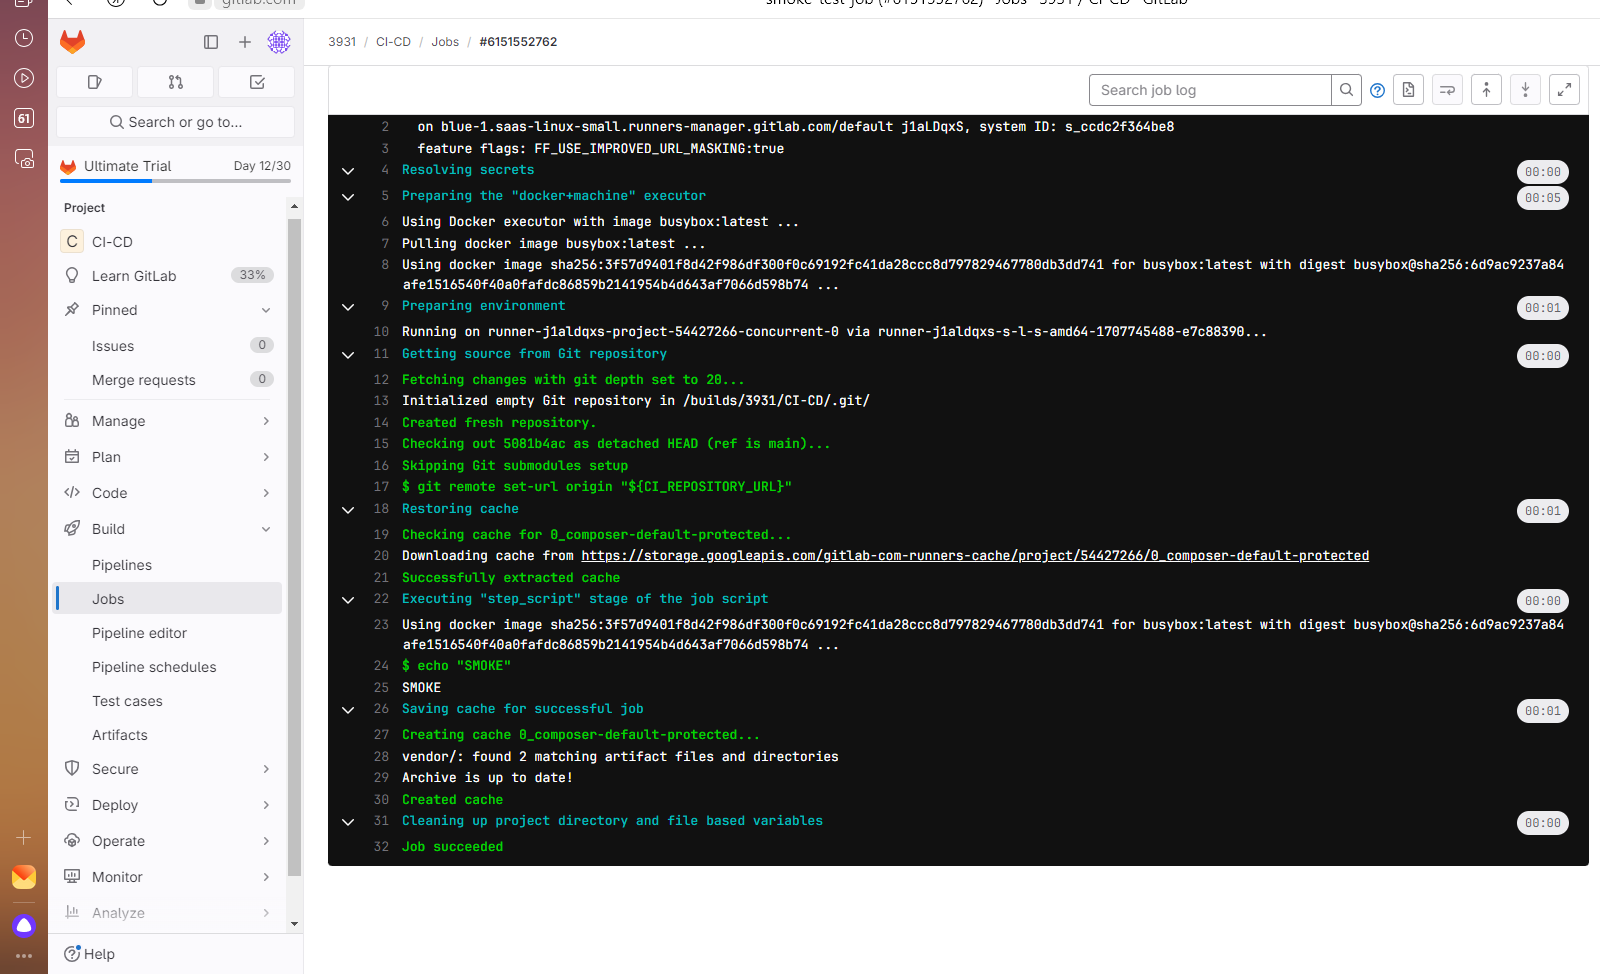 gitlab.com
smoke-test-job (#6151552762) · Jobs · 3931 / CI-CD · GitLab
61
3931 / CI-CD / Jobs / #6151552762
Search or go to...
Ultimate Trial Day 12/30
Project
C CI-CD
Learn GitLab 33%
Pinned
Issues 0
Merge requests 0
Manage
Plan
Code
Build
Pipelines
Jobs
Pipeline editor
Pipeline schedules
Test cases
Artifacts
Secure
Deploy
Operate
Monitor
Analyze
Help
Search job log
2 on blue-1.saas-linux-small.runners-manager.gitlab.com/default j1aLDqxS, system ID: s_ccdc2f364be8
3 feature flags: FF_USE_IMPROVED_URL_MASKING:true
4 Resolving secrets 00:00
5 Preparing the "docker+machine" executor 00:05
6 Using Docker executor with image busybox:latest ...
7 Pulling docker image busybox:latest ...
8 Using docker image sha256:3f57d9401f8d42f986df300f0c69192fc41da28ccc8d797829467780db3dd741 for busybox:latest with digest busybox@sha256:6d9ac9237a84
afe1516540f40a0fafdc86859b2141954b4d643af7066d598b74 ...
9 Preparing environment 00:01
10 Running on runner-j1aldqxs-project-54427266-concurrent-0 via runner-j1aldqxs-s-l-s-amd64-1707745488-e7c88390...
11 Getting source from Git repository 00:00
12 Fetching changes with git depth set to 20...
13 Initialized empty Git repository in /builds/3931/CI-CD/.git/
14 Created fresh repository.
15 Checking out 5081b4ac as detached HEAD (ref is main)...
16 Skipping Git submodules setup
17 $ git remote set-url origin "${CI_REPOSITORY_URL}"
18 Restoring cache 00:01
19 Checking cache for 0_composer-default-protected...
20 Downloading cache from https://storage.googleapis.com/gitlab-com-runners-cache/project/54427266/0_composer-default-protected
21 Successfully extracted cache
22 Executing "step_script" stage of the job script 00:00
23 Using docker image sha256:3f57d9401f8d42f986df300f0c69192fc41da28ccc8d797829467780db3dd741 for busybox:latest with digest busybox@sha256:6d9ac9237a84
afe1516540f40a0fafdc86859b2141954b4d643af7066d598b74 ...
24 $ echo "SMOKE"
25 SMOKE
26 Saving cache for successful job 00:01
27 Creating cache 0_composer-default-protected...
28 vendor/: found 2 matching artifact files and directories
29 Archive is up to date!
30 Created cache
31 Cleaning up project directory and file based variables 00:00
32 Job succeeded